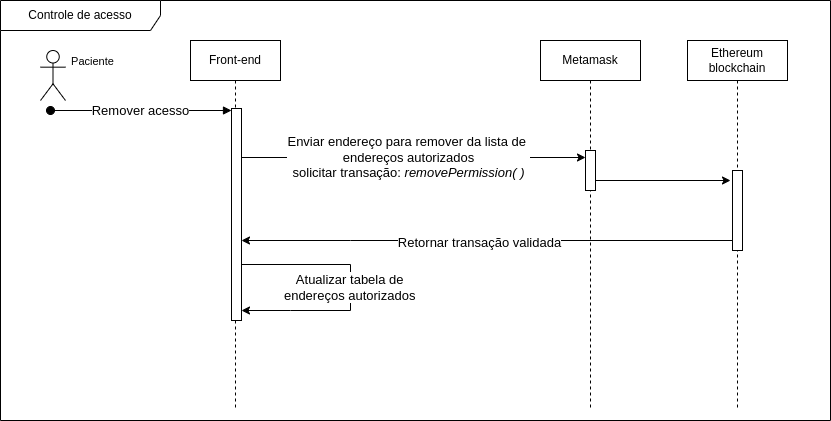 Controle de acesso
Paciente
Front-end
Metamask
Ethereum
blockchain
Remover acesso
Enviar endereço para remover da lista de
endereços autorizados
solicitar transação: removePermission( )
Retornar transação validada
Atualizar tabela de
endereços autorizados